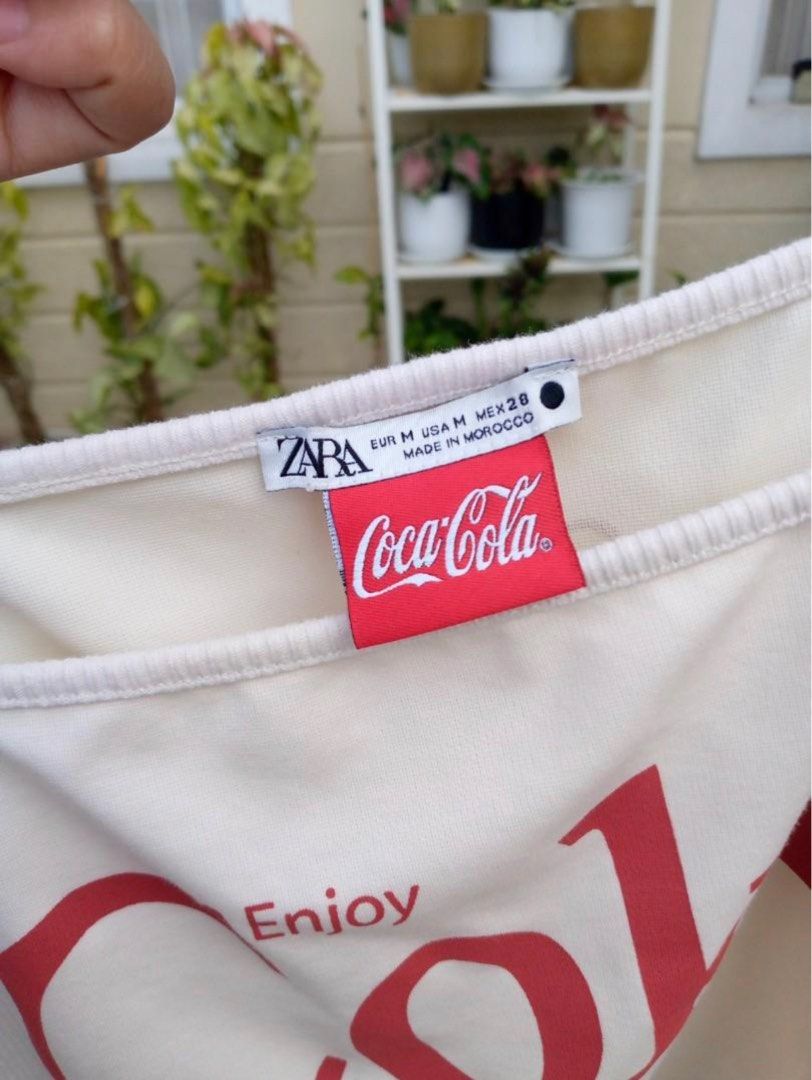 ZARA EUR M USA M MEX 28
MADE IN MOROCCO
Coca-Cola®
Enjoy